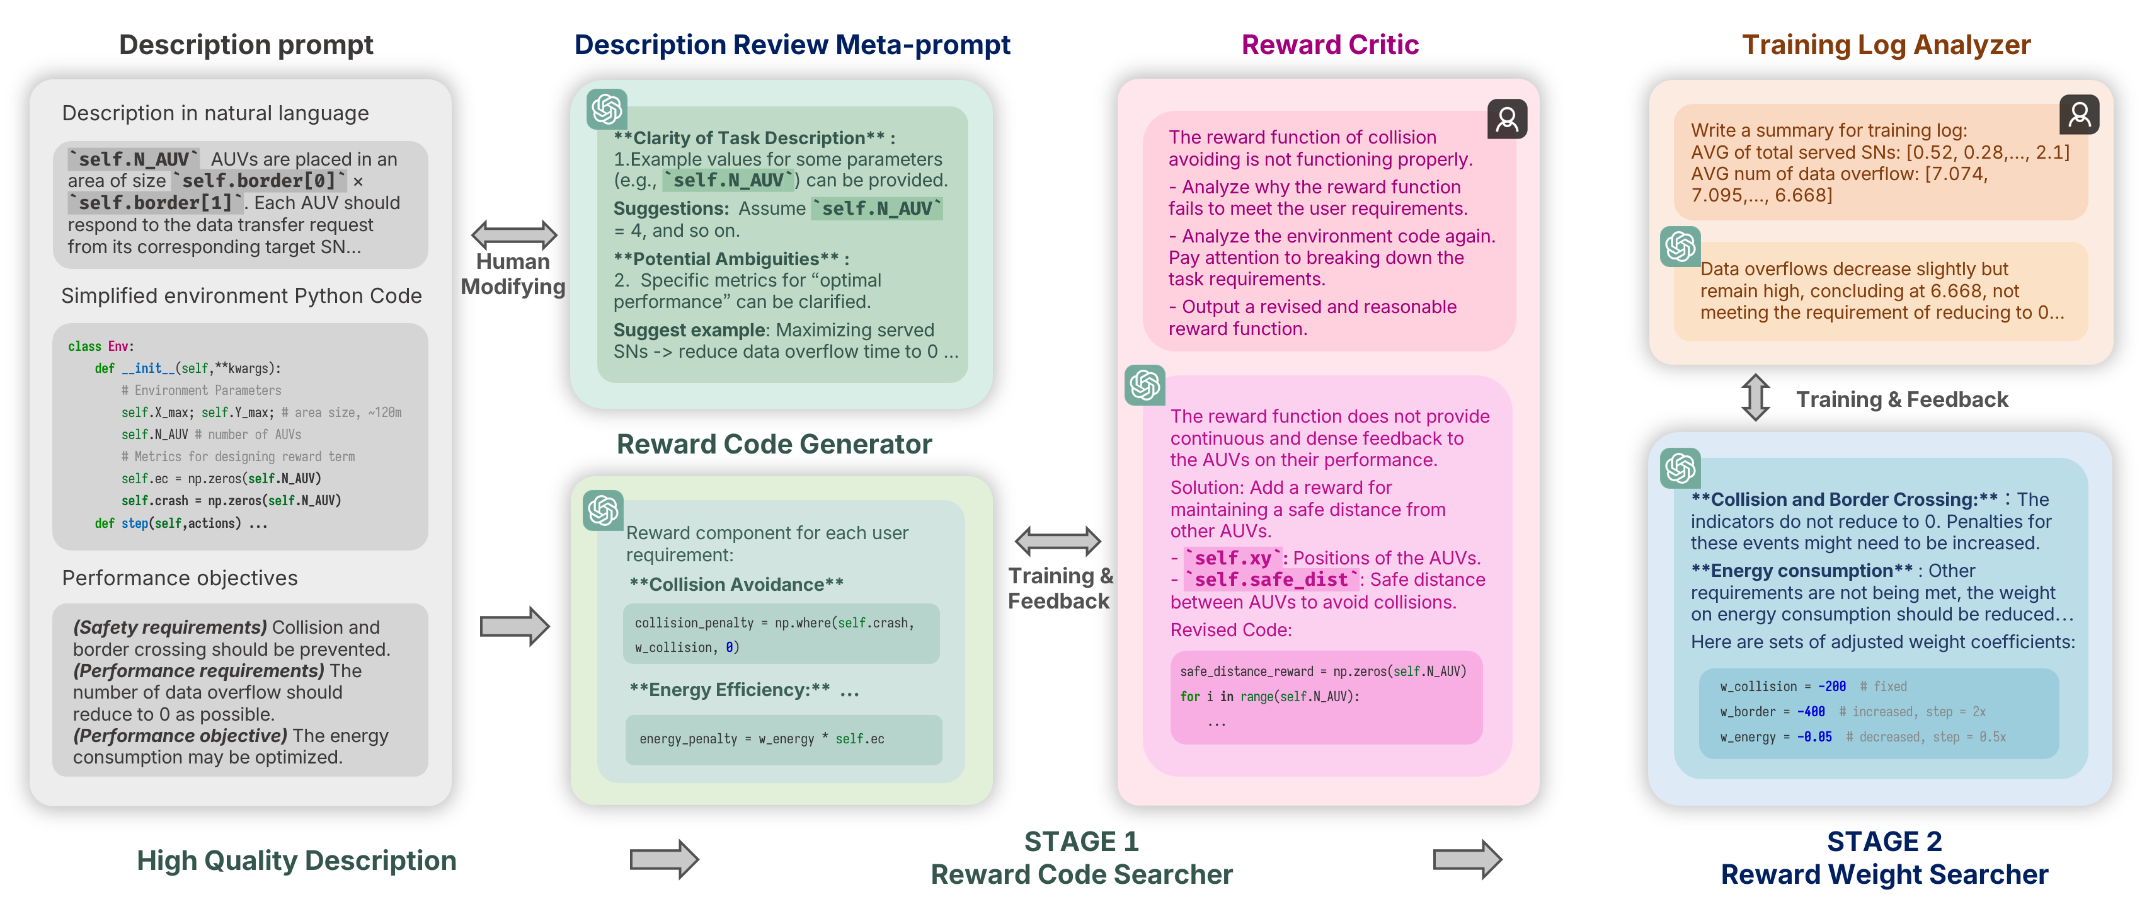 Description prompt
Description in natural language
`self.N_AUV` AUVs are placed in an
area of size `self.border[0]` ×
`self.border[1]`. Each AUV should
respond to the data transfer request
from its corresponding target SN...
Simplified environment Python Code
class Env:
def __init__(self,**kwargs):
# Environment Parameters
self.X_max; self.Y_max; # area size, ~120m
self.N_AUV # number of AUVs
# Metrics for designing reward term
self.ec = np.zeros(self.N_AUV)
self.crash = np.zeros(self.N_AUV)
def step(self,actions) ...
Performance objectives
(Safety requirements) Collision and
border crossing should be prevented.
(Performance requirements) The
number of data overflow should
reduce to 0 as possible.
(Performance objective) The energy
consumption may be optimized.
Human
Modifying
Description Review Meta-prompt
**Clarity of Task Description** :
1.Example values for some parameters
(e.g., `self.N_AUV`) can be provided.
Suggestions: Assume `self.N_AUV`
= 4, and so on.
**Potential Ambiguities** :
2. Specific metrics for “optimal
performance” can be clarified.
Suggest example: Maximizing served
SNs -> reduce data overflow time to 0 ...
Reward Code Generator
Reward component for each user
requirement:
**Collision Avoidance**
collision_penalty = np.where(self.crash,
w_collision, 0)
**Energy Efficiency:** ...
energy_penalty = w_energy * self.ec
Training &
Feedback
Reward Critic
The reward function of collision
avoiding is not functioning properly.
- Analyze why the reward function
fails to meet the user requirements.
- Analyze the environment code again.
Pay attention to breaking down the
task requirements.
- Output a revised and reasonable
reward function.
The reward function does not provide
continuous and dense feedback to
the AUVs on their performance.
Solution: Add a reward for
maintaining a safe distance from
other AUVs.
- `self.xy`: Positions of the AUVs.
- `self.safe_dist`: Safe distance
between AUVs to avoid collisions.
Revised Code:
safe_distance_reward = np.zeros(self.N_AUV)
for i in range(self.N_AUV):
...
Training Log Analyzer
Write a summary for training log:
AVG of total served SNs: [0.52, 0.28,..., 2.1]
AVG num of data overflow: [7.074,
7.095,..., 6.668]
Data overflows decrease slightly but
remain high, concluding at 6.668, not
meeting the requirement of reducing to 0...
Training & Feedback
**Collision and Border Crossing:** : The
indicators do not reduce to 0. Penalties for
these events might need to be increased.
**Energy consumption** : Other
requirements are not being met, the weight
on energy consumption should be reduced...
Here are sets of adjusted weight coefficients:
w_collision = -200 # fixed
w_border = -400 # increased, step = 2x
w_energy = -0.05 # decreased, step = 0.5x
High Quality Description
STAGE 1
Reward Code Searcher
STAGE 2
Reward Weight Searcher